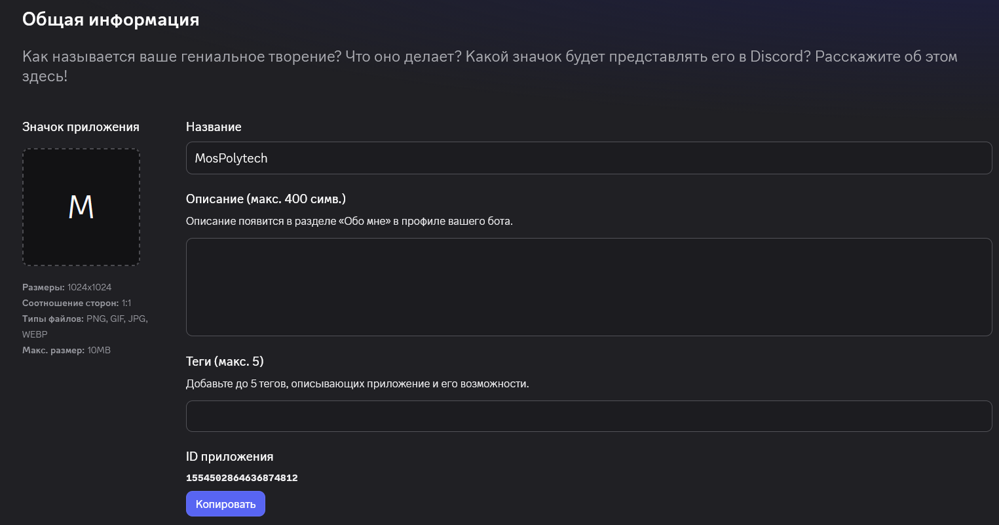 Общая информация
Как называется ваше гениальное творение? Что оно делает? Какой значок будет представлять его в Discord? Расскажите об этом
здесь!
Значок приложения
M
Размеры: 1024x1024
Соотношение сторон: 1:1
Типы файлов: PNG, GIF, JPG,
WEBP
Макс. размер: 10MB
Название
MosPolytech
Описание (макс. 400 симв.)
Описание появится в разделе «Обо мне» в профиле вашего бота.
Теги (макс. 5)
Добавьте до 5 тегов, описывающих приложение и его возможности.
ID приложения
1554502864636874812
Копировать